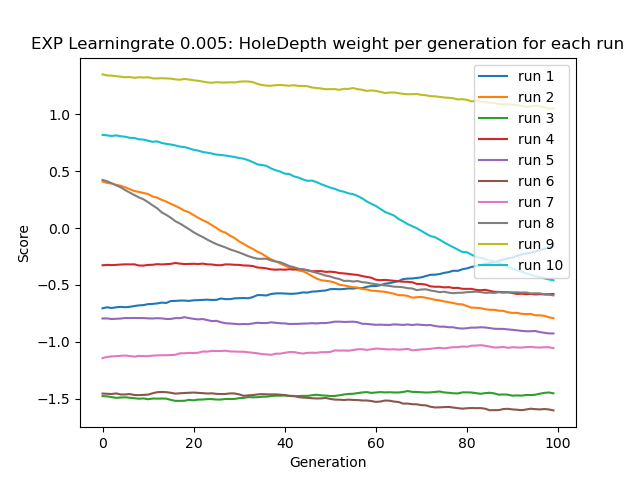 EXP Learningrate 0.005: HoleDepth weight per generation for each run
Score
1.0
0.5
0.0
−0.5
−1.0
−1.5
0 20 40 60 80 100
Generation
run 1
run 2
run 3
run 4
run 5
run 6
run 7
run 8
run 9
run 10